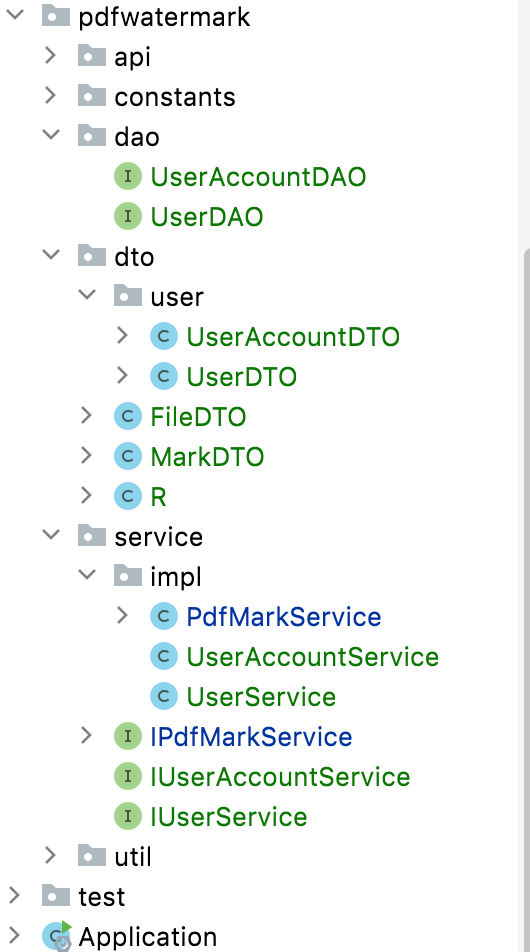 pdfwatermark
api
constants
dao
I UserAccountDAO
I UserDAO
dto
user
C UserAccountDTO
C UserDTO
C FileDTO
C MarkDTO
C R
service
impl
C PdfMarkService
C UserAccountService
C UserService
I IPdfMarkService
I IUserAccountService
I IUserService
util
test
C Application